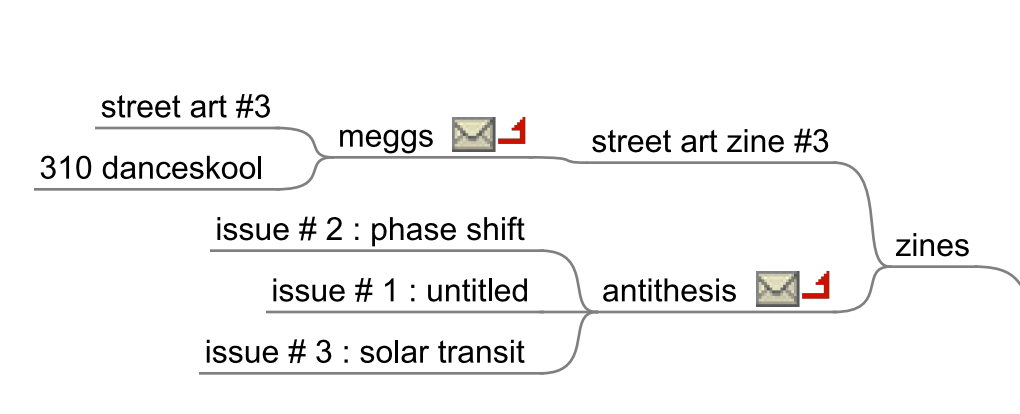 street art #3
meggs
street art zine #3
310 danceskool
issue # 2 : phase shift
zines
issue # 1 : untitled
antithesis
issue # 3 : solar transit